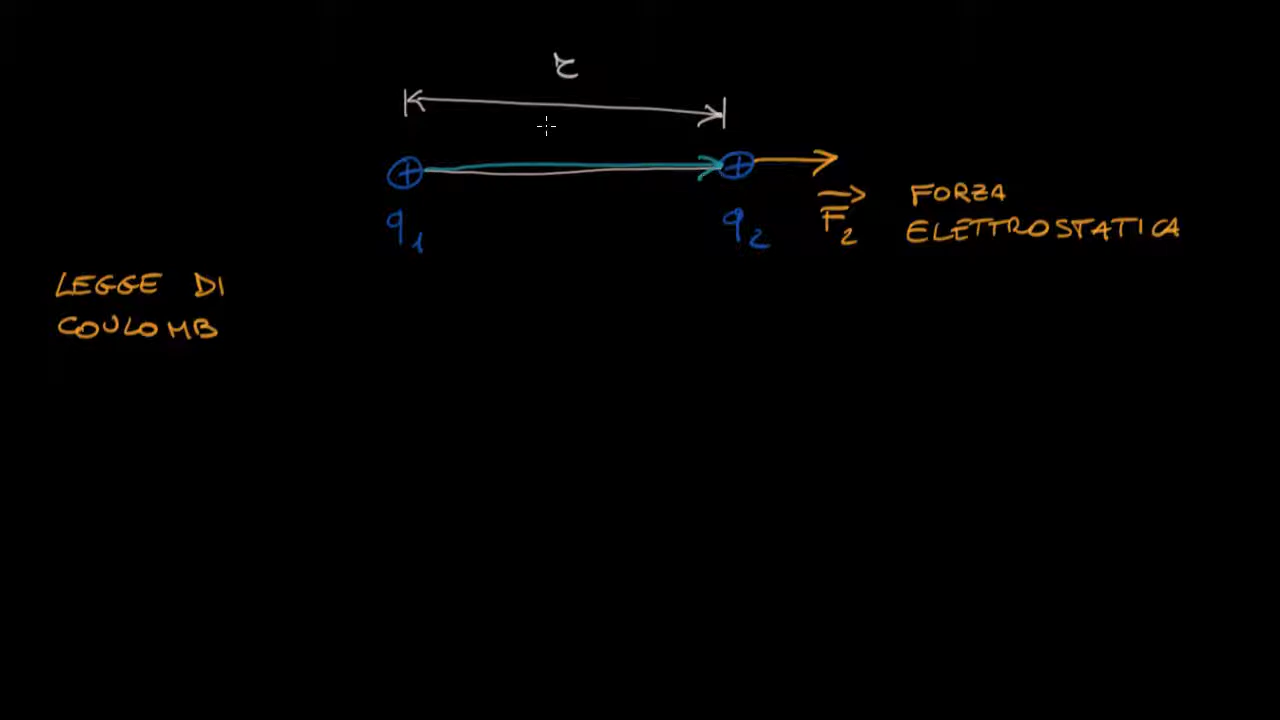 r
+ +
q1 q2 F2 FORZA
ELETTROSTATICA
LEGGE DI
COULOMB